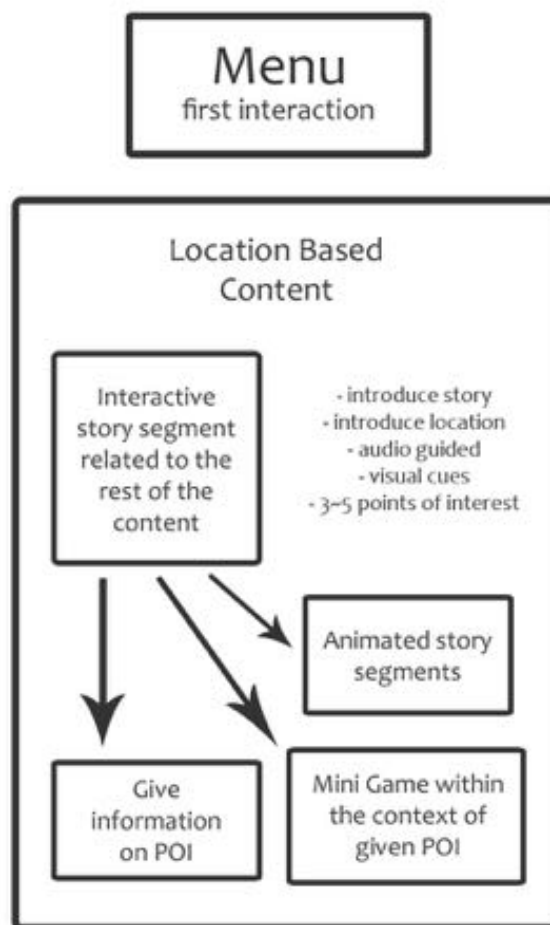 Menu
first interaction
Location Based
Content
Interactive
story segment
related to the
rest of the
content
- introduce story
- introduce location
- audio guided
- visual cues
- 3~5 points of interest
Animated story
segments
Give
information
on POI
Mini Game within
the context of
given POI